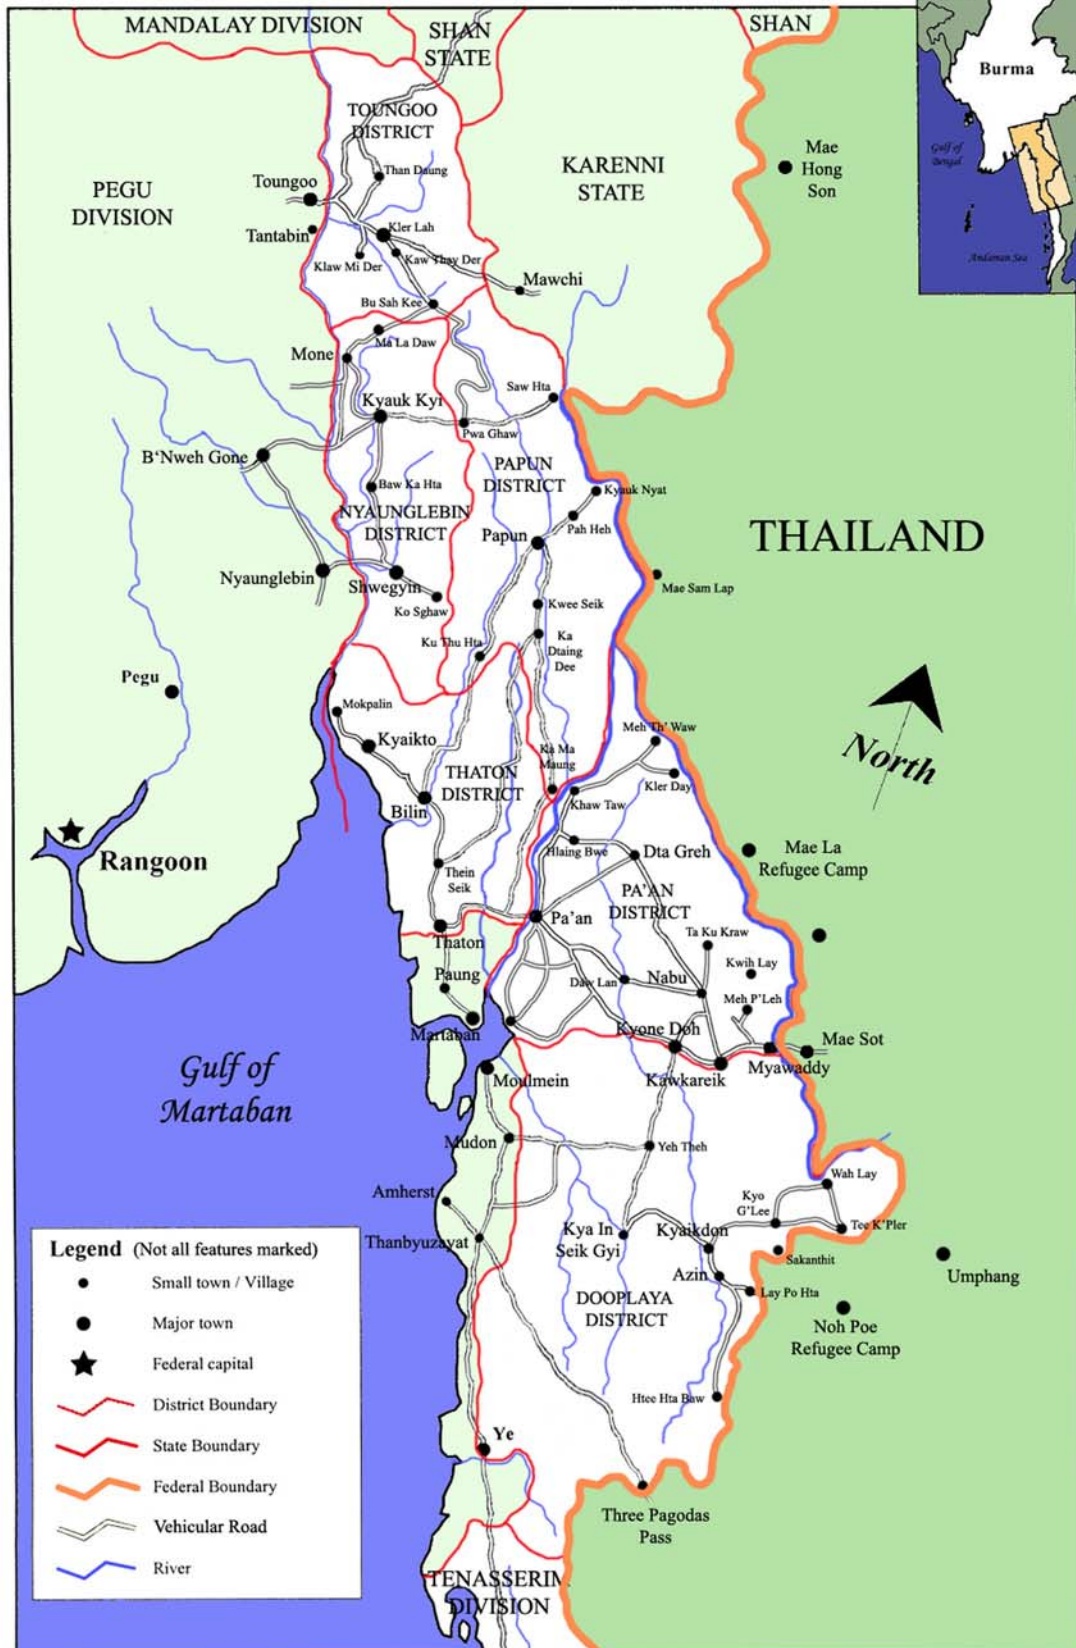 MANDALAY DIVISION
SHAN
STATE
SHAN
Burma
Gulf of
Bengal
Andaman Sea
TOUNGOO
DISTRICT
Mae
Hong
Son
KARENNI
STATE
PEGU
DIVISION
Than Daung
Toungoo
Tantabin
Kler Lah
Klaw Mi Der
Kaw Thay Der
Mawchi
Bu Sah Kee
Ma La Daw
Mone
Saw Hta
Kyauk Kyi
Pwa Ghaw
B'Nweh Gone
PAPUN
DISTRICT
Baw Ka Hta
Kyauk Nyat
NYAUNGLEBIN
DISTRICT
Pah Heh
Papun
THAILAND
Nyaunglebin
Shwegyin
Mae Sam Lap
Ko Sghaw
Kwee Seik
Ku Thu Hta
Ka
Dtaing
Dee
Pegu
Mokpalin
Kyaikto
Meh Th' Waw
North
Ka Ma
Maung
THATON
DISTRICT
Kler Day
Khaw Taw
Bilin
Rangoon
Hlaing Bwe
Dta Greh
Mae La
Refugee Camp
Thein
Seik
PA'AN
DISTRICT
Pa'an
Thaton
Ta Ku Kraw
Paung
Daw Lan
Nabu
Kwih Lay
Meh P'Leh
Martaban
Kyone Doh
Mae Sot
Kawkareik
Myawaddy
Gulf of
Martaban
Moulmein
Mudon
Yeh Theh
Wah Lay
Amherst
Kyo
G'Lee
Thanbyuzayat
Kya In
Seik Gyi
Kyaikdon
Tee K'Pler
Sakanthit
Azin
Umphang
Lay Po Hta
DOOPLAYA
DISTRICT
Noh Poe
Refugee Camp
Htee Hta Baw
Ye
Three Pagodas
Pass
TENASSERIM
DIVISION
Legend (Not all features marked)
Small town / Village
Major town
Federal capital
District Boundary
State Boundary
Federal Boundary
Vehicular Road
River